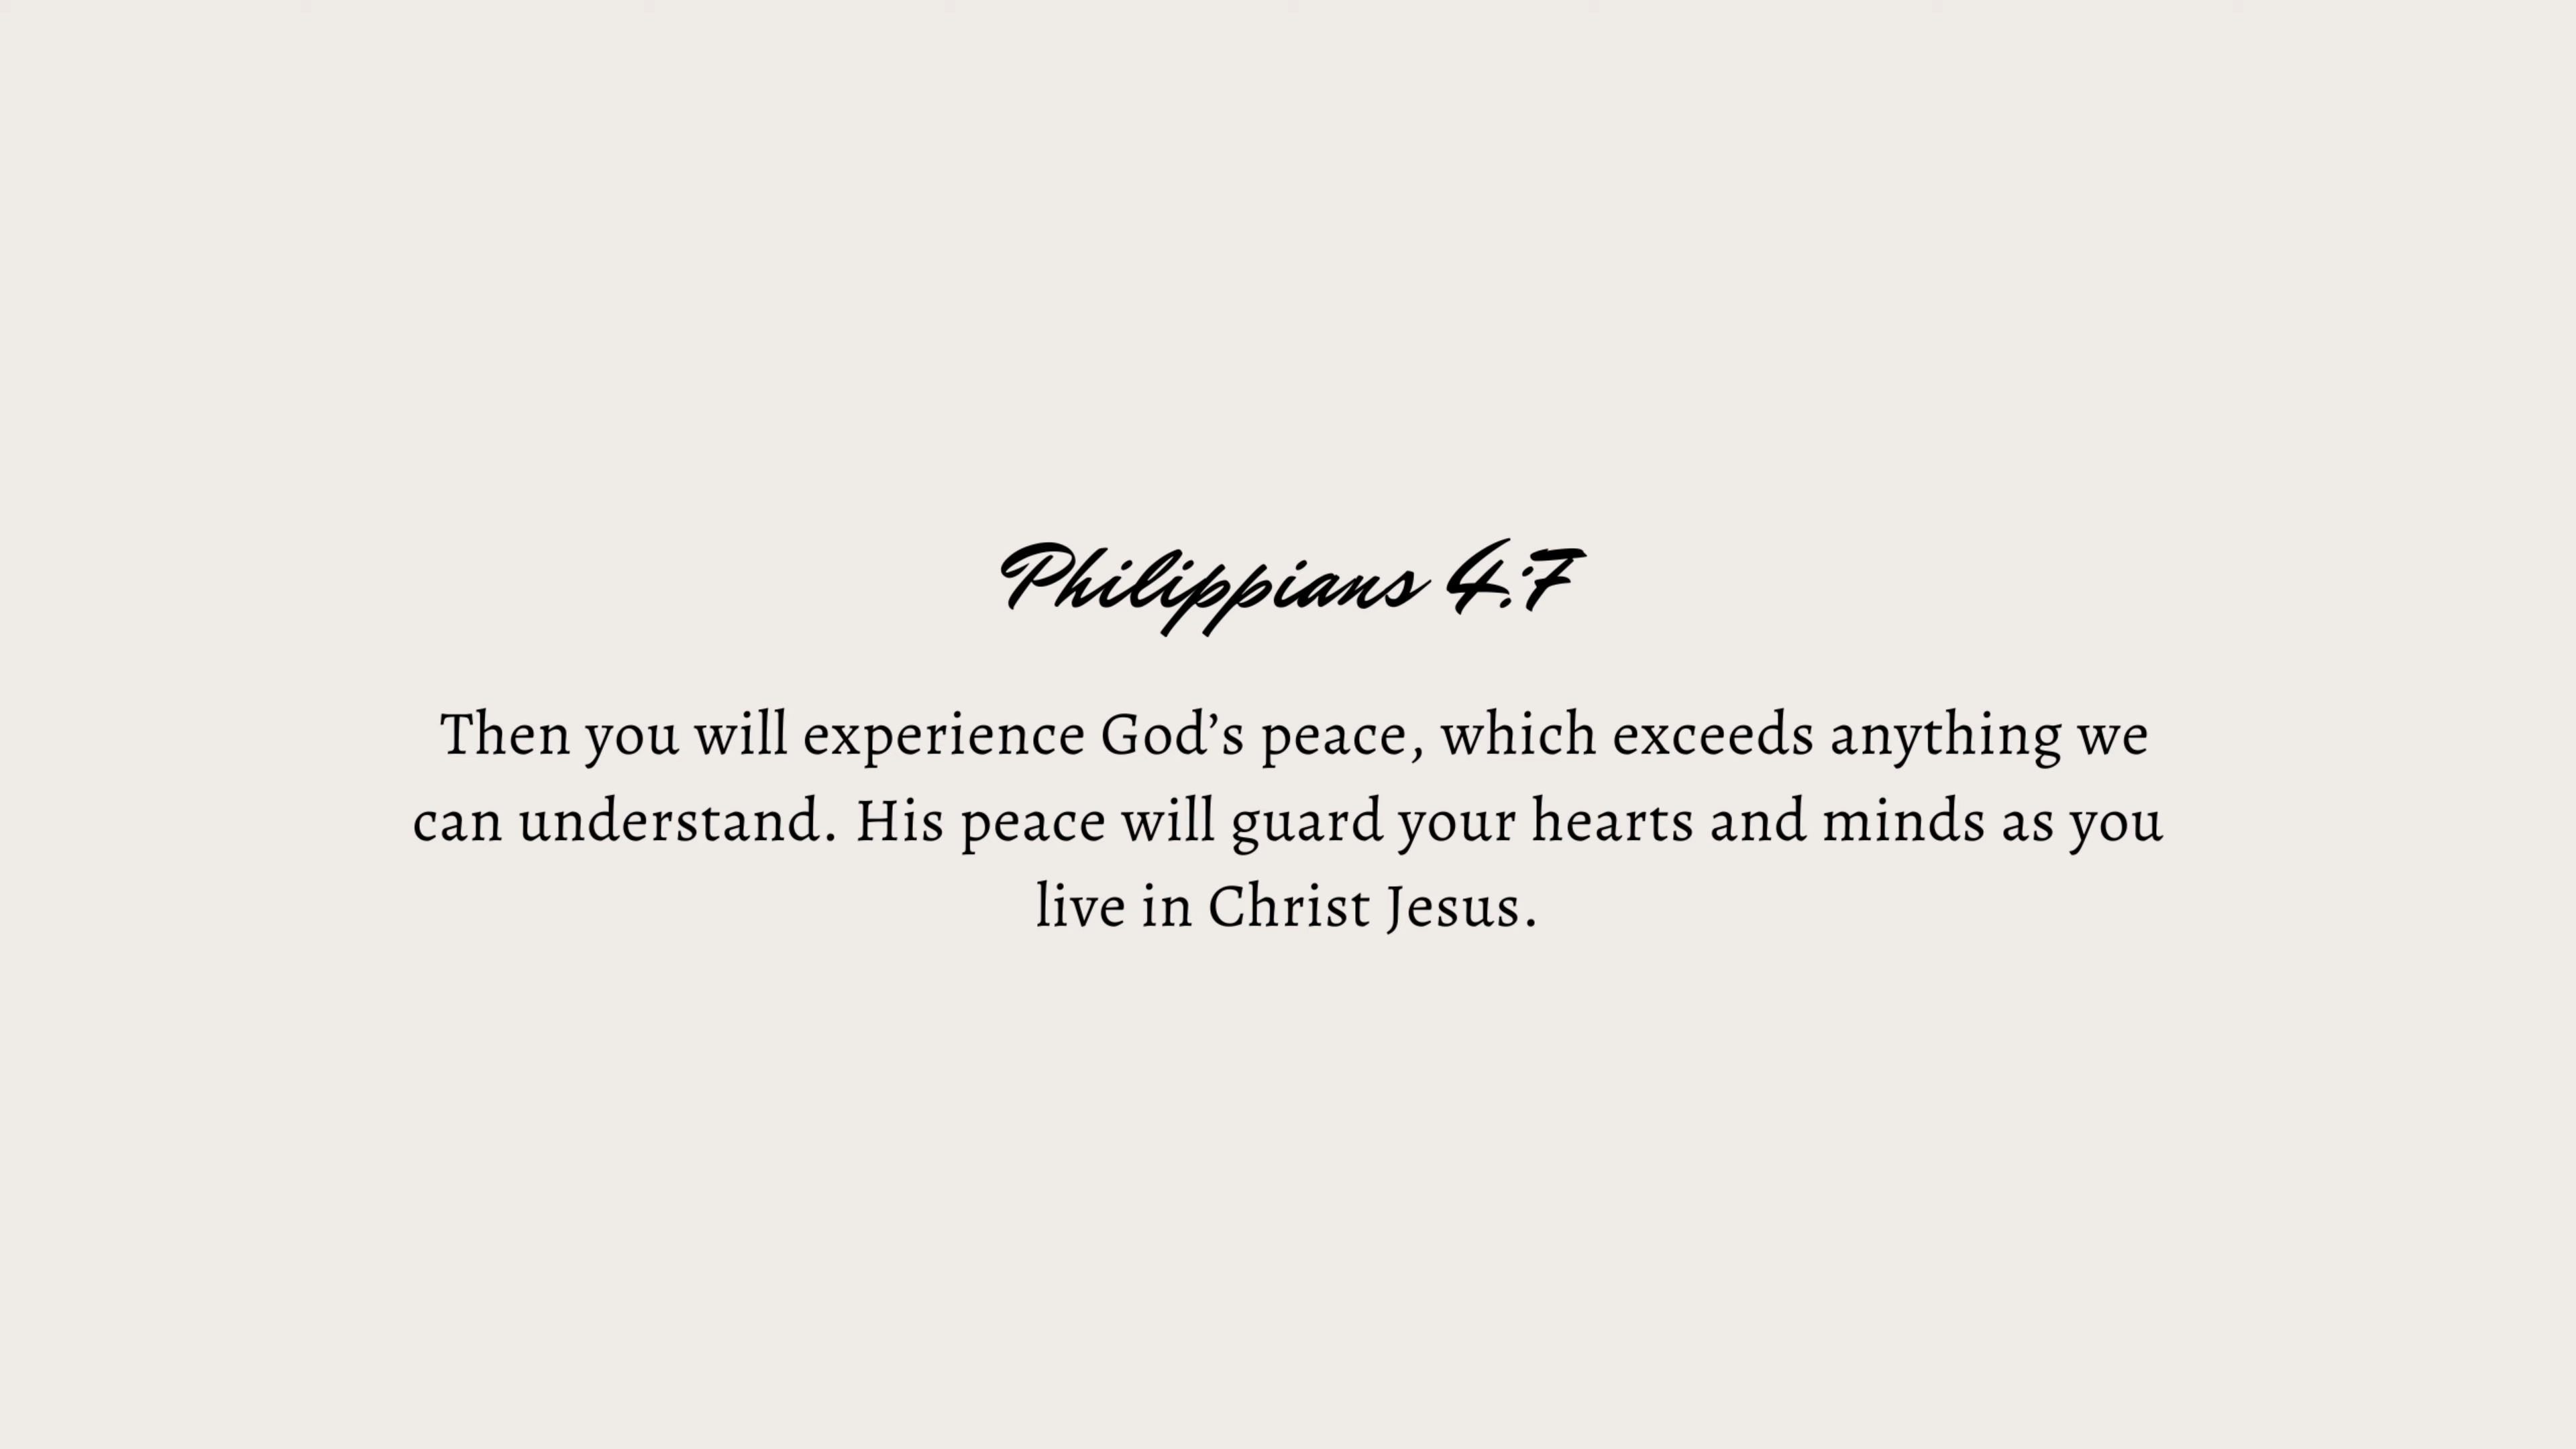 Philippians 4:7
Then you will experience God’s peace, which exceeds anything we
can understand. His peace will guard your hearts and minds as you
live in Christ Jesus.